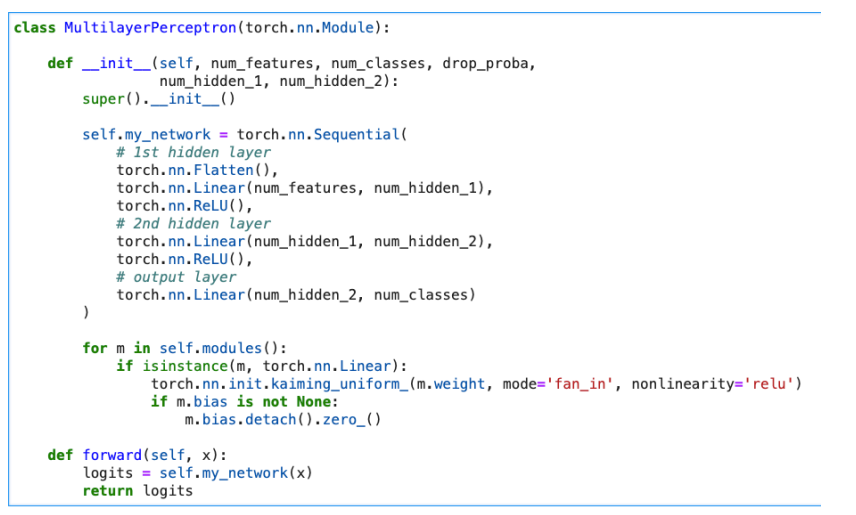 class MultilayerPerceptron(torch.nn.Module):
def __init__(self, num_features, num_classes, drop_proba,
num_hidden_1, num_hidden_2):
super().__init__()
self.my_network = torch.nn.Sequential(
# 1st hidden layer
torch.nn.Flatten(),
torch.nn.Linear(num_features, num_hidden_1),
torch.nn.ReLU(),
# 2nd hidden layer
torch.nn.Linear(num_hidden_1, num_hidden_2),
torch.nn.ReLU(),
# output layer
torch.nn.Linear(num_hidden_2, num_classes)
)
for m in self.modules():
if isinstance(m, torch.nn.Linear):
torch.nn.init.kaiming_uniform_(m.weight, mode='fan_in', nonlinearity='relu')
if m.bias is not None:
m.bias.detach().zero_()
def forward(self, x):
logits = self.my_network(x)
return logits